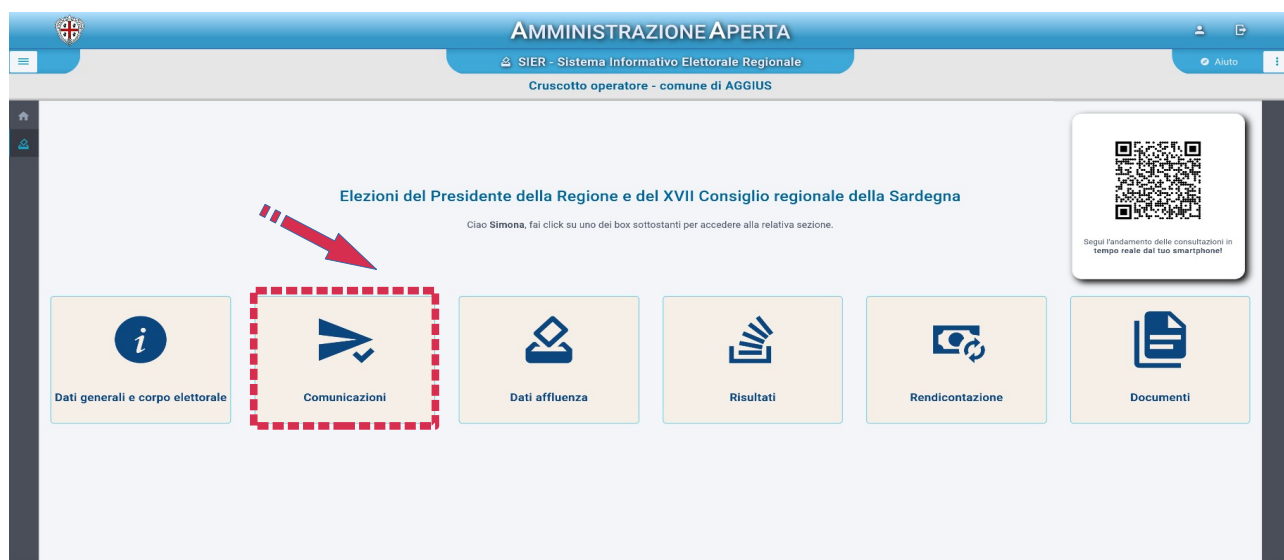 AMMINISTRAZIONE APERTA
SIER - Sistema Informativo Elettorale Regionale
Aiuto
Cruscotto operatore - comune di AGGIUS
Elezioni del Presidente della Regione e del XVII Consiglio regionale della Sardegna
Ciao Simona, fai click su uno dei box sottostanti per accedere alla relativa sezione.
Segui l'andamento delle consultazioni in
tempo reale dal tuo smartphone!
i
Dati generali e corpo elettorale
Comunicazioni
Dati affluenza
Risultati
Rendicontazione
Documenti